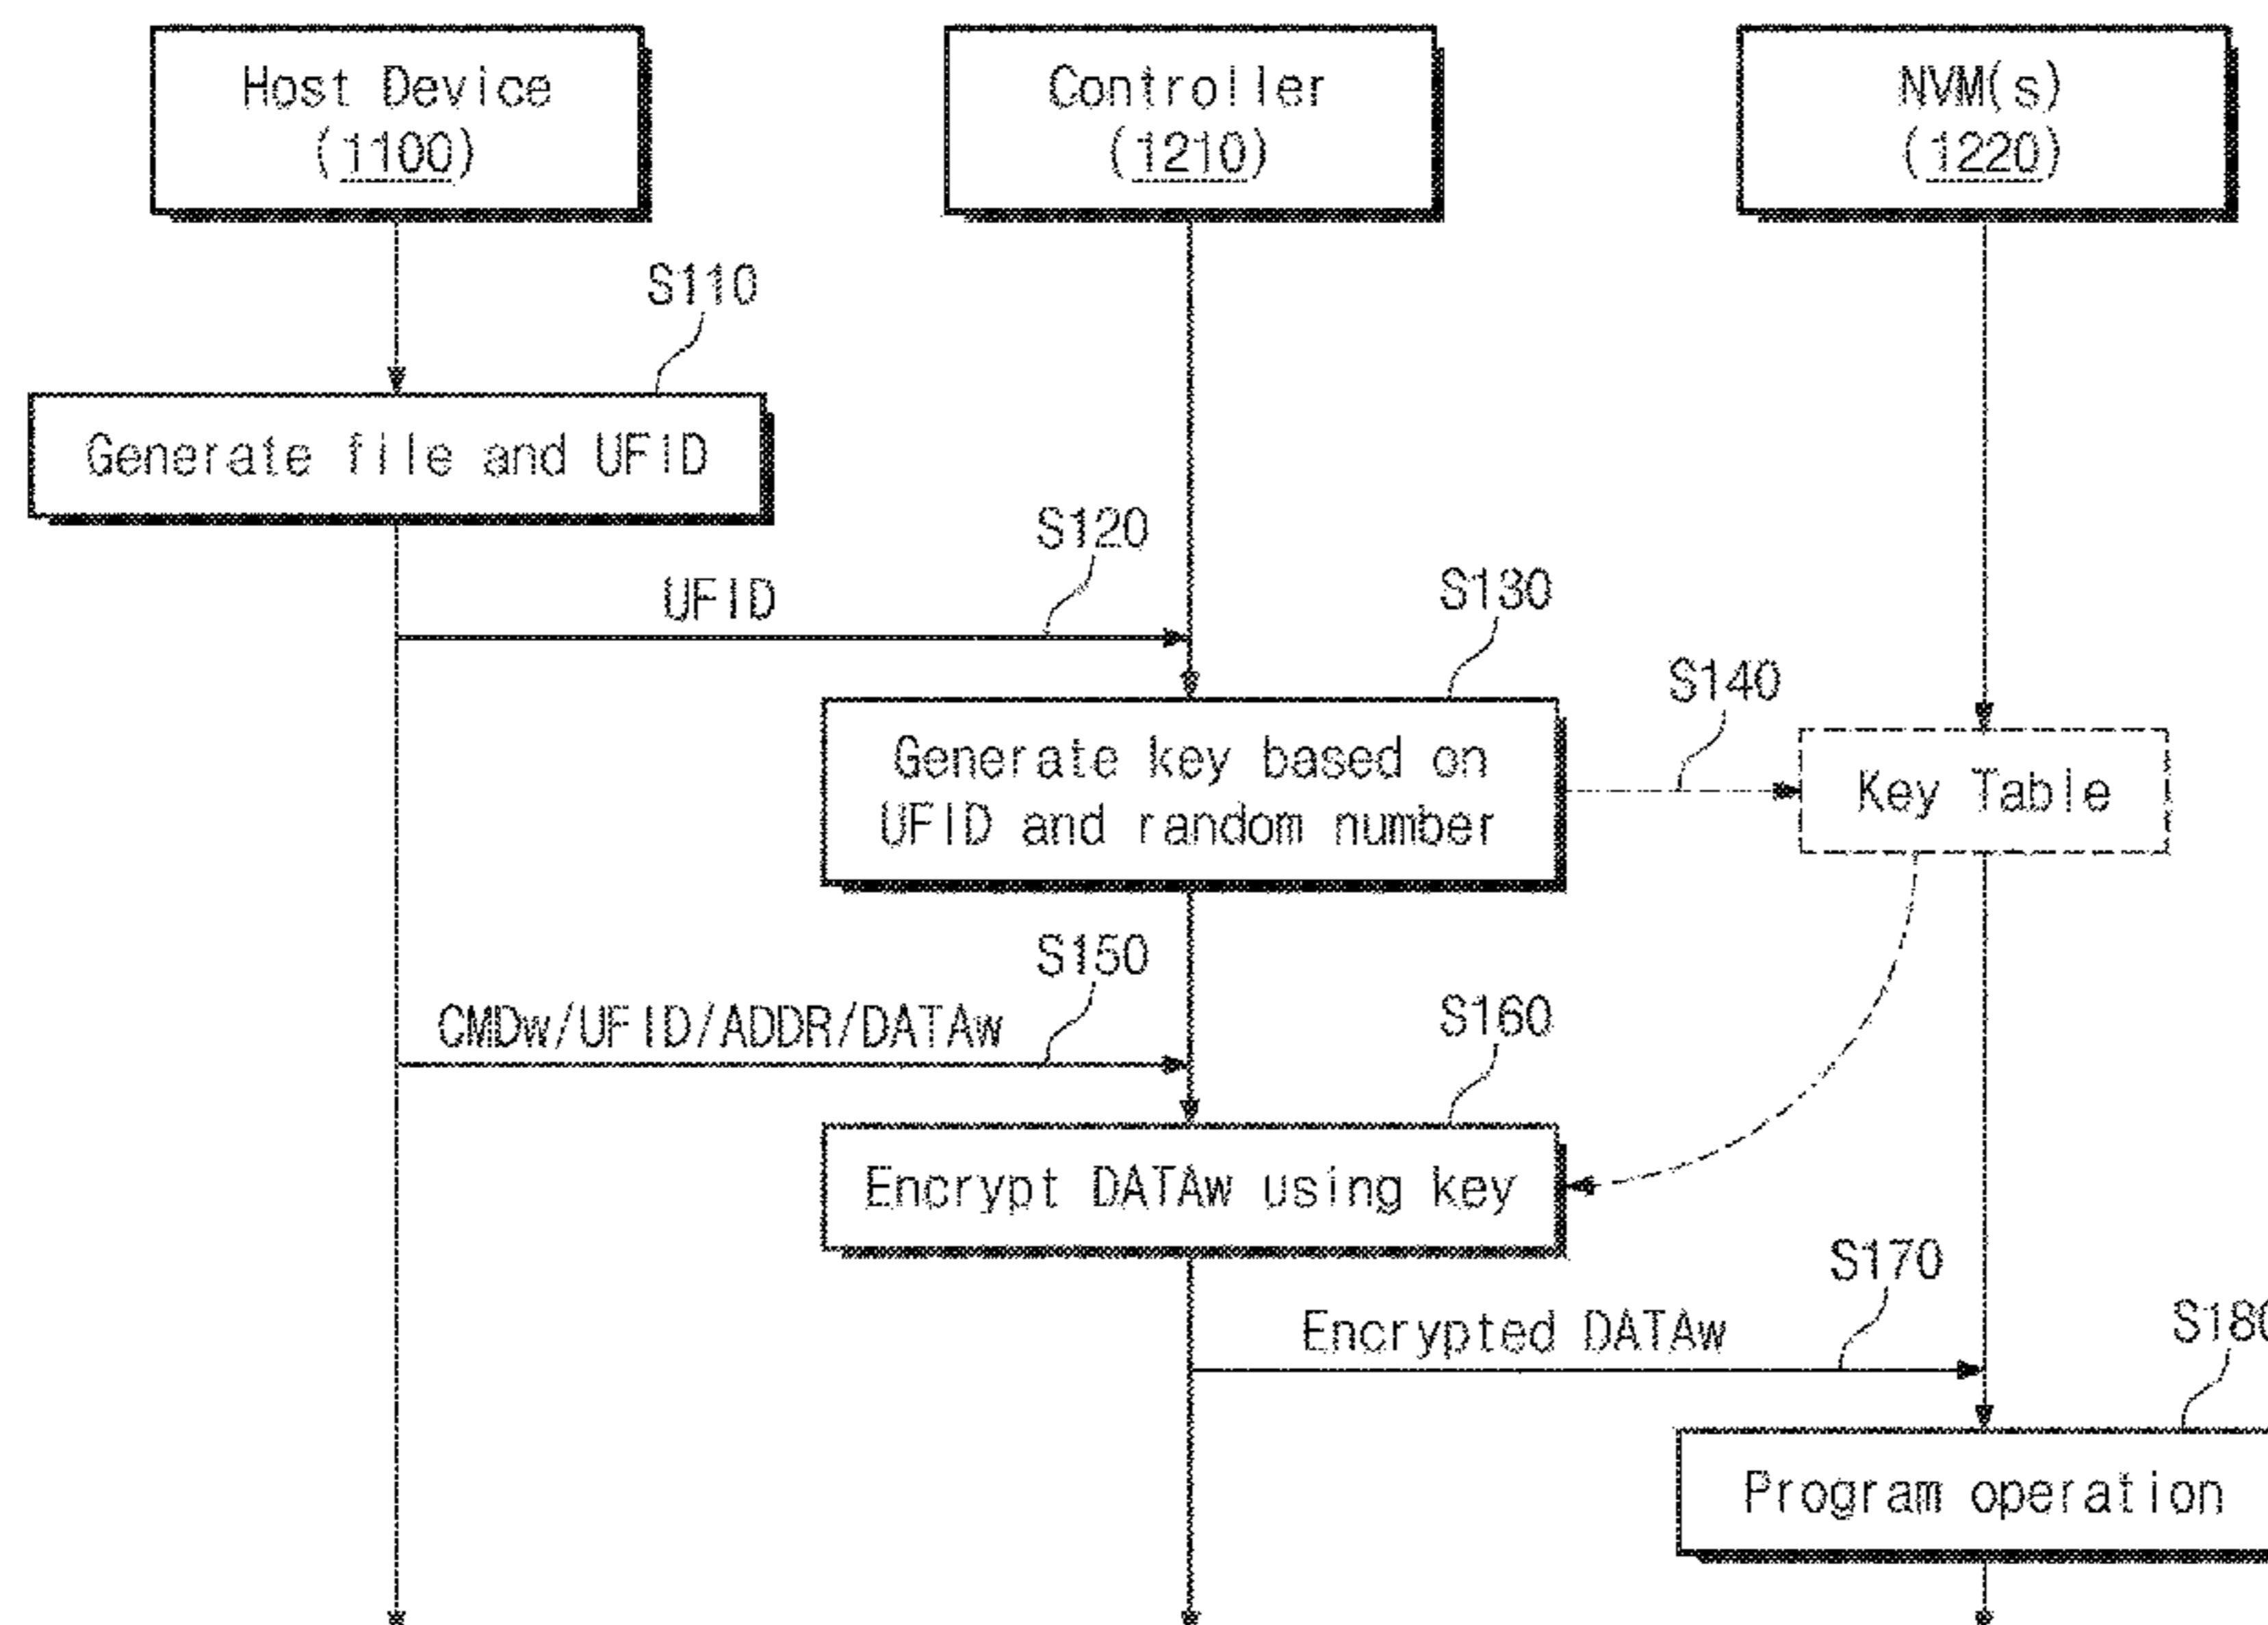 Host Device
(1100)
Controller
(1210)
NVM(s)
(1220)
S110
Generate file and UFID
S120
UFID
S130
S140
Generate key based on
UFID and random number
Key Table
S150
CMDw/UFID/ADDR/DATAw
S160
Encrypt DATAw using key
S170
Encrypted DATAw
S180
Program operation